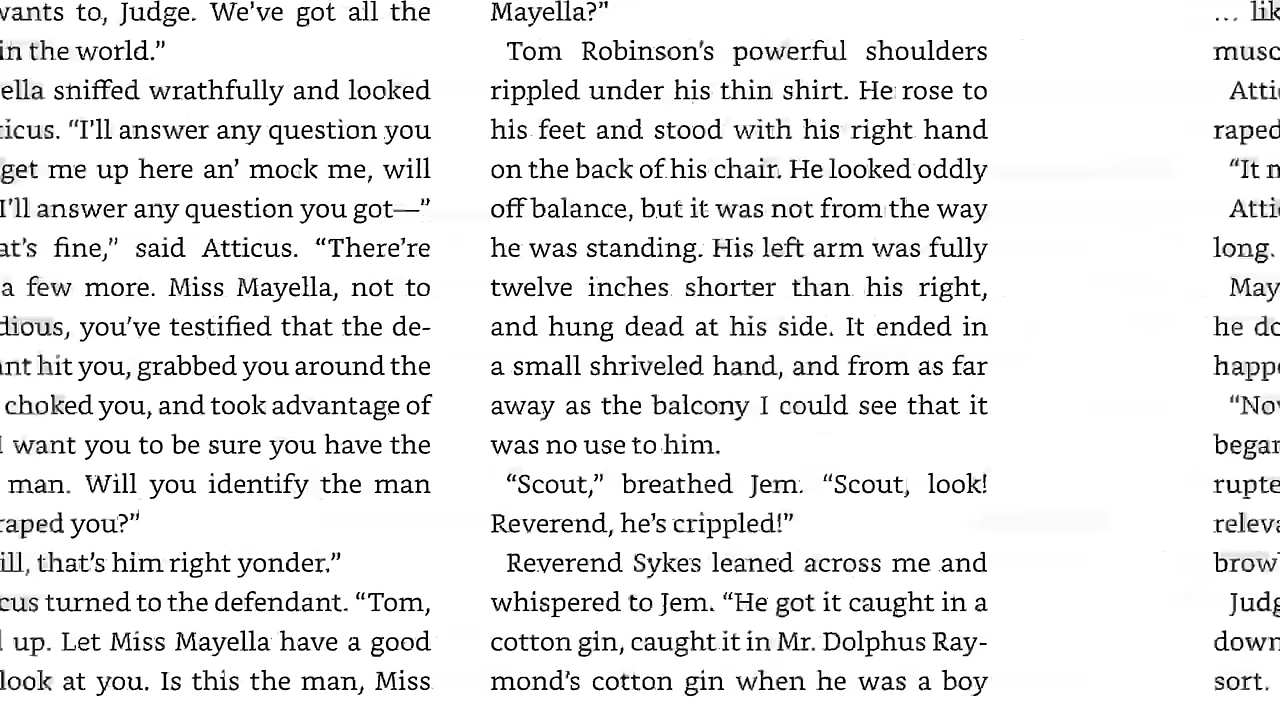 wants to, Judge. We’ve got all the
in the world.”
ella sniffed wrathfully and looked
ticus. “I’ll answer any question you
get me up here an’ mock me, will
I’ll answer any question you got—”
at’s fine,” said Atticus. “There’re
a few more. Miss Mayella, not to
dious, you’ve testified that the de-
ant hit you, grabbed you around the
choked you, and took advantage of
I want you to be sure you have the
man. Will you identify the man
raped you?”
ill, that’s him right yonder.”
cus turned to the defendant. “Tom,
up. Let Miss Mayella have a good
look at you. Is this the man, Miss
Mayella?”
Tom Robinson’s powerful shoulders
rippled under his thin shirt. He rose to
his feet and stood with his right hand
on the back of his chair. He looked oddly
off balance, but it was not from the way
he was standing. His left arm was fully
twelve inches shorter than his right,
and hung dead at his side. It ended in
a small shriveled hand, and from as far
away as the balcony I could see that it
was no use to him.
“Scout,” breathed Jem. “Scout, look!
Reverend, he’s crippled!”
Reverend Sykes leaned across me and
whispered to Jem. “He got it caught in a
cotton gin, caught it in Mr. Dolphus Ray-
mond’s cotton gin when he was a boy
… lik
musc
Atti
raped
“It n
Atti
long.
May
he do
happe
“Nov
began
rupte
releva
brow
Judg
down
sort.